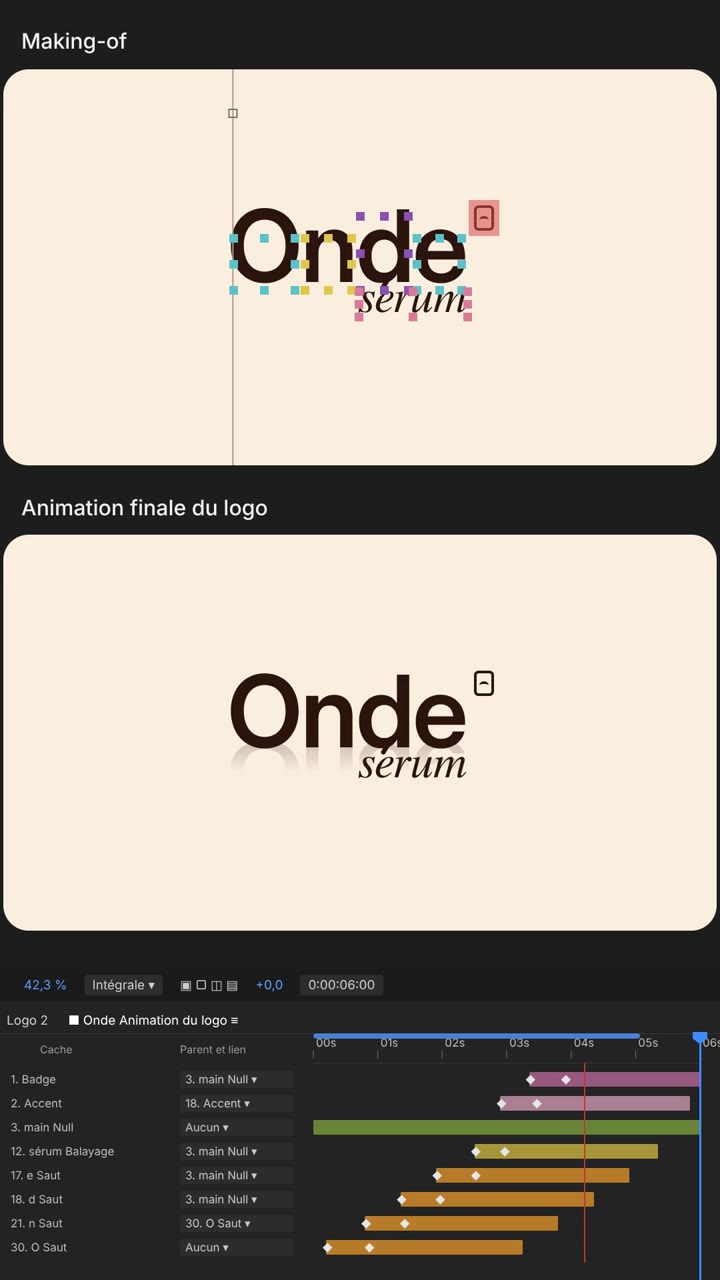 Making-of
Onde
sérum
Animation finale du logo
Onde
sérum
42,3 % Intégrale ▾ +0,0 0:00:06:00
Logo 2 Onde Animation du logo ≡
Cache Parent et lien 00s 01s 02s 03s 04s 05s 06s
1. Badge 3. main Null ▾
2. Accent 18. Accent ▾
3. main Null Aucun ▾
12. sérum Balayage 3. main Null ▾
17. e Saut 3. main Null ▾
18. d Saut 3. main Null ▾
21. n Saut 30. O Saut ▾
30. O Saut Aucun ▾